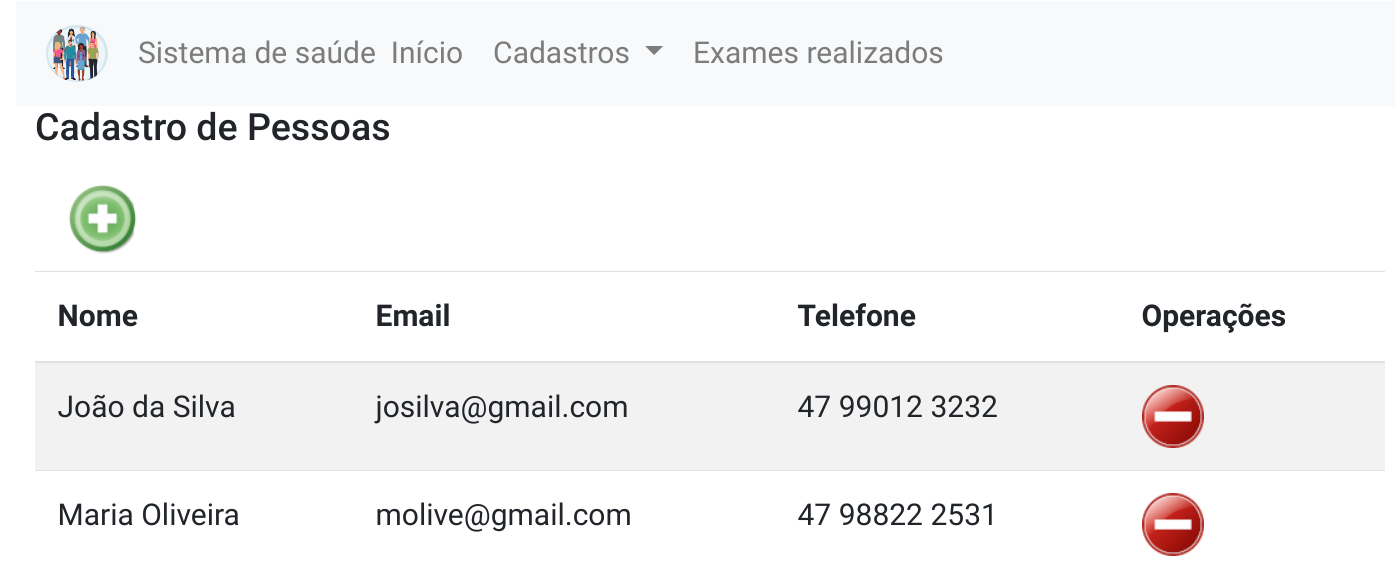 Sistema de saúde Início Cadastros Exames realizados
Cadastro de Pessoas
Nome Email Telefone Operações
João da Silva josilva@gmail.com 47 99012 3232
Maria Oliveira molive@gmail.com 47 98822 2531